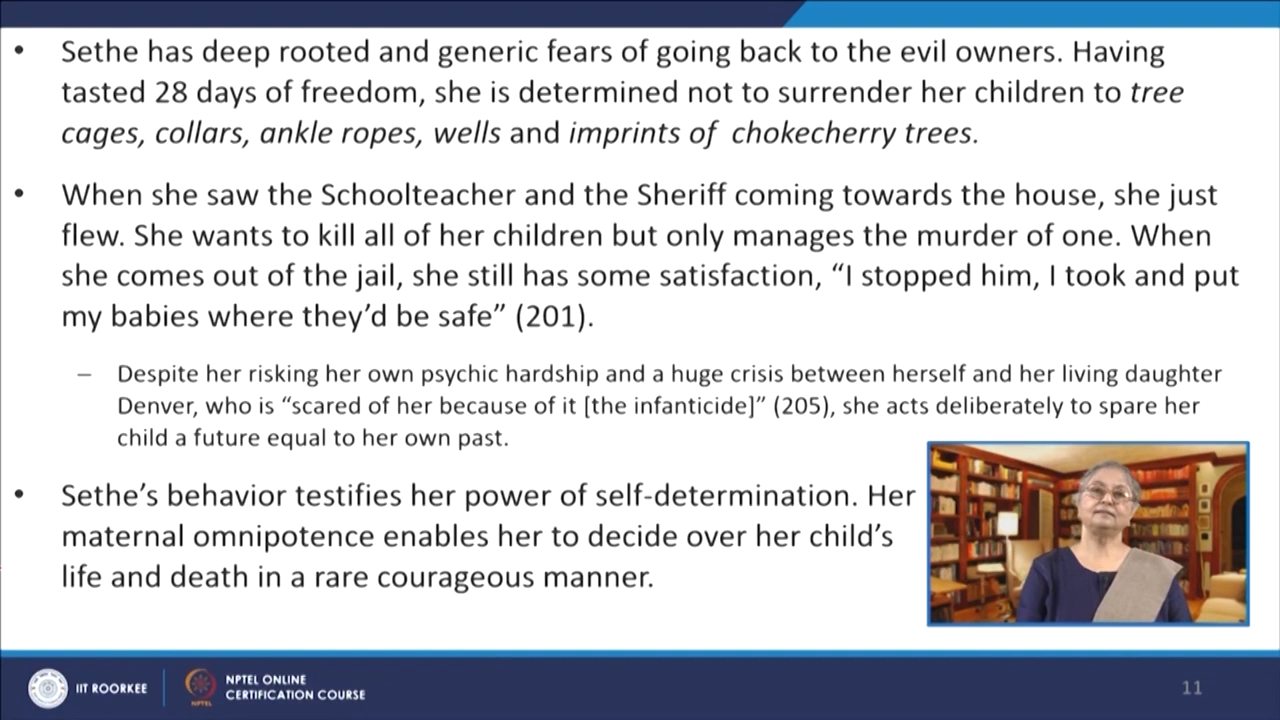 • Sethe has deep rooted and generic fears of going back to the evil owners. Having
tasted 28 days of freedom, she is determined not to surrender her children to tree
cages, collars, ankle ropes, wells and imprints of chokecherry trees.
• When she saw the Schoolteacher and the Sheriff coming towards the house, she just
flew. She wants to kill all of her children but only manages the murder of one. When
she comes out of the jail, she still has some satisfaction, “I stopped him, I took and put
my babies where they’d be safe” (201).
– Despite her risking her own psychic hardship and a huge crisis between herself and her living daughter
Denver, who is “scared of her because of it [the infanticide]” (205), she acts deliberately to spare her
child a future equal to her own past.
• Sethe’s behavior testifies her power of self-determination. Her
maternal omnipotence enables her to decide over her child’s
life and death in a rare courageous manner.
IIT ROORKEE
NPTEL
NPTEL ONLINE
CERTIFICATION COURSE
11